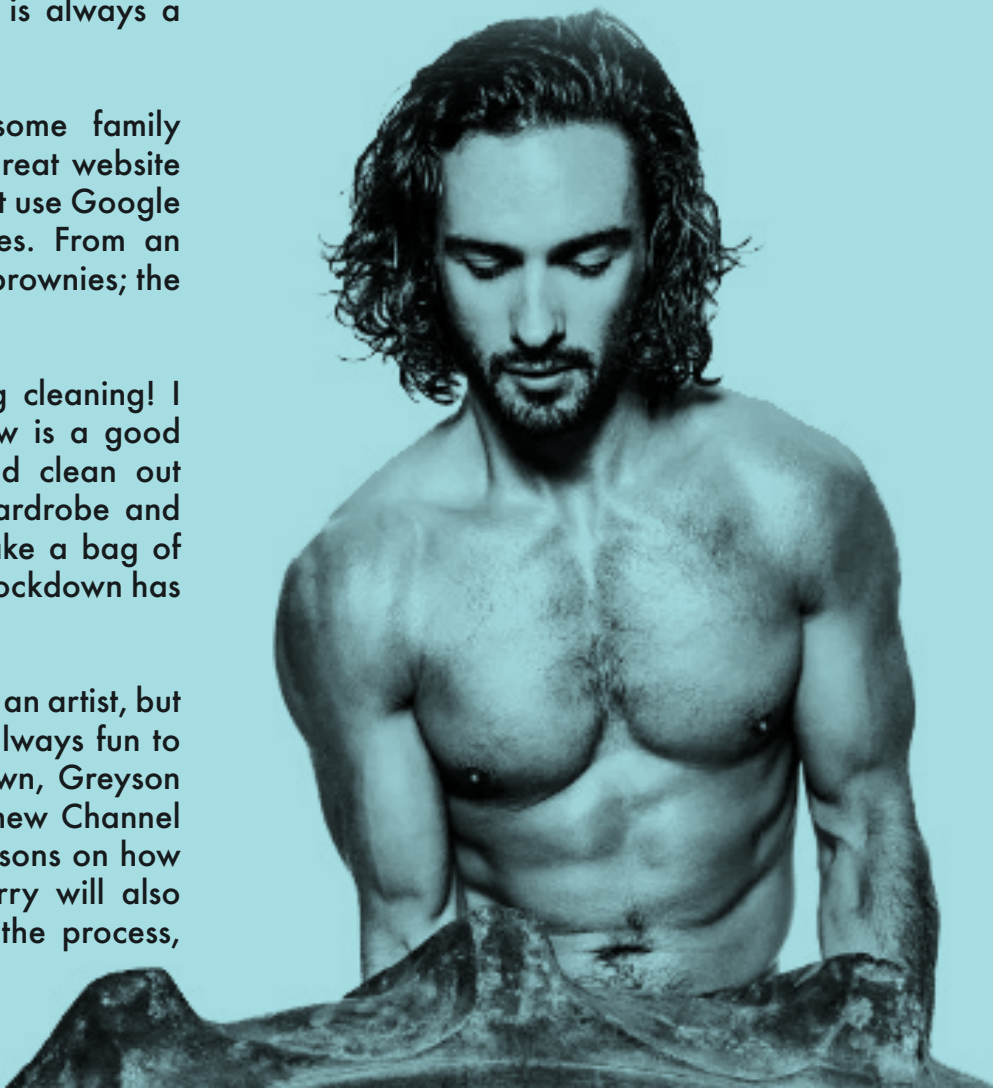 is always a
some family
reat website
t use Google
es. From an
brownies; the
g cleaning! I
w is a good
d clean out
ardrobe and
ake a bag of
ockdown has
an artist, but
lways fun to
wn, Greyson
new Channel
sons on how
rry will also
the process,